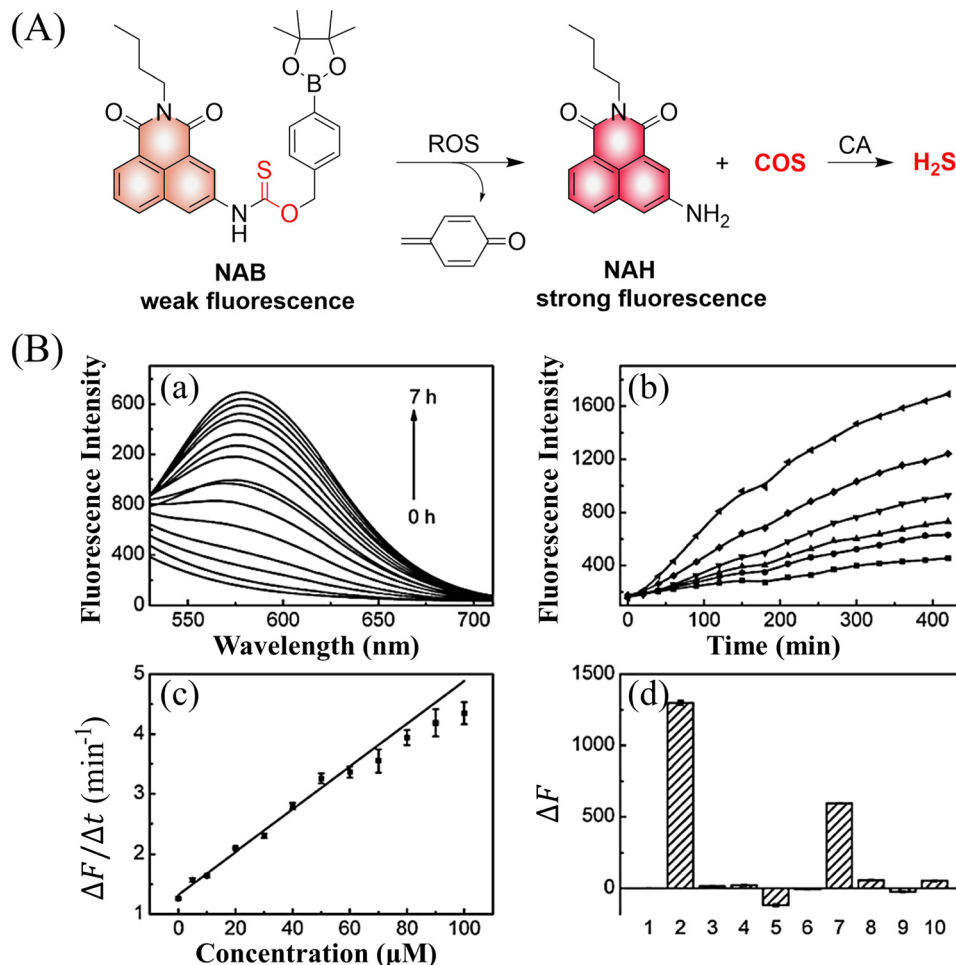 (A)
O
O
B
O
N
O
ROS
S
N
H
O
NAB
weak fluorescence
O
O
N
O
NH2
NAH
strong fluorescence
+
COS
CA
H2S
(B)
(a)
Fluorescence Intensity
600
200
800
400
0
7 h
0 h
550
600
650
700
Wavelength (nm)
(b)
Fluorescence Intensity
1600
1200
800
400
0
100
200
300
400
Time (min)
(c)
ΔF/Δt (min-1)
5
4
3
2
1
0
20
40
60
80
100
Concentration (μM)
(d)
ΔF
1500
1000
500
0
1 2 3 4 5 6 7 8 9 10